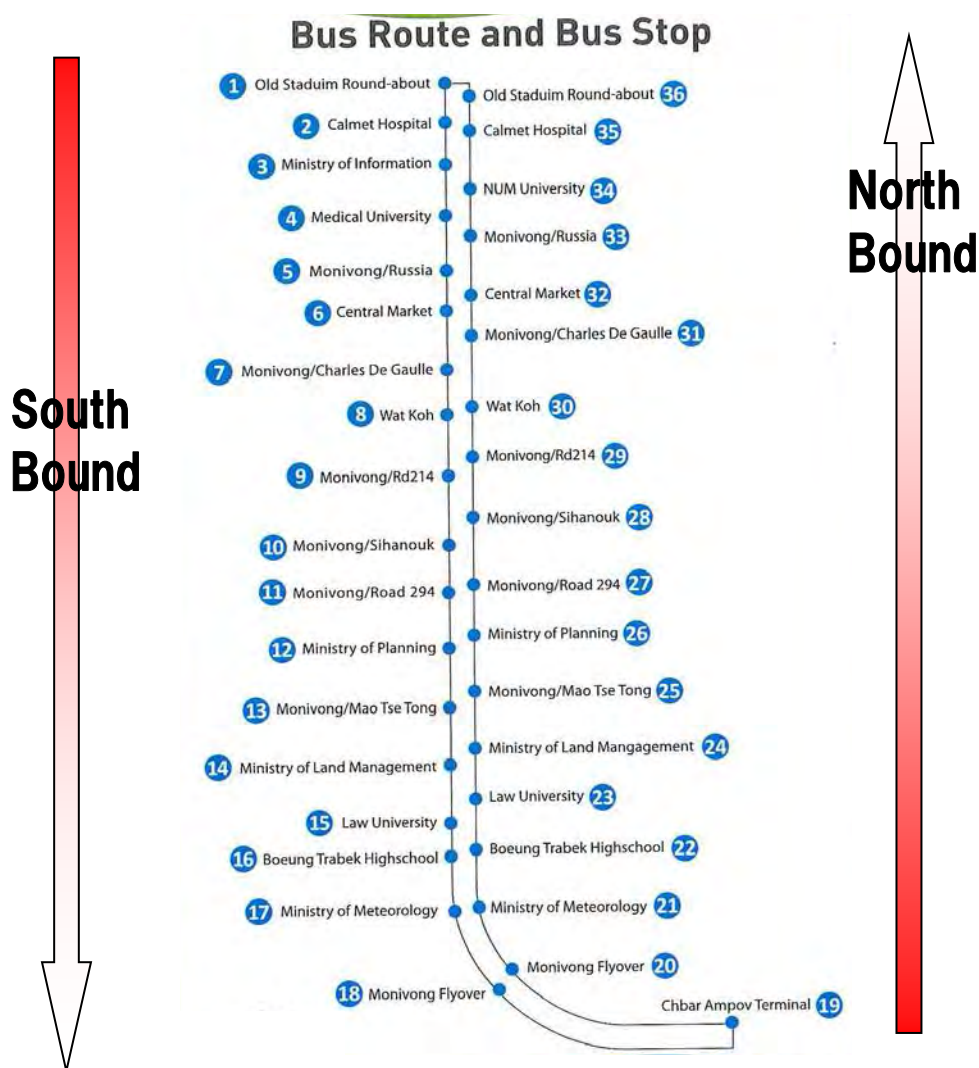 Bus Route and Bus Stop
South
Bound
North
Bound
1 Old Staduim Round-about
2 Calmet Hospital
3 Ministry of Information
4 Medical University
5 Monivong/Russia
6 Central Market
7 Monivong/Charles De Gaulle
8 Wat Koh
9 Monivong/Rd214
10 Monivong/Sihanouk
11 Monivong/Road 294
12 Ministry of Planning
13 Monivong/Mao Tse Tong
14 Ministry of Land Management
15 Law University
16 Boeung Trabek Highschool
17 Ministry of Meteorology
18 Monivong Flyover
Old Staduim Round-about 36
Calmet Hospital 35
NUM University 34
Monivong/Russia 33
Central Market 32
Monivong/Charles De Gaulle 31
Wat Koh 30
Monivong/Rd214 29
Monivong/Sihanouk 28
Monivong/Road 294 27
Ministry of Planning 26
Monivong/Mao Tse Tong 25
Ministry of Land Mangagement 24
Law University 23
Boeung Trabek Highschool 22
Ministry of Meteorology 21
Monivong Flyover 20
Chbar Ampov Terminal 19